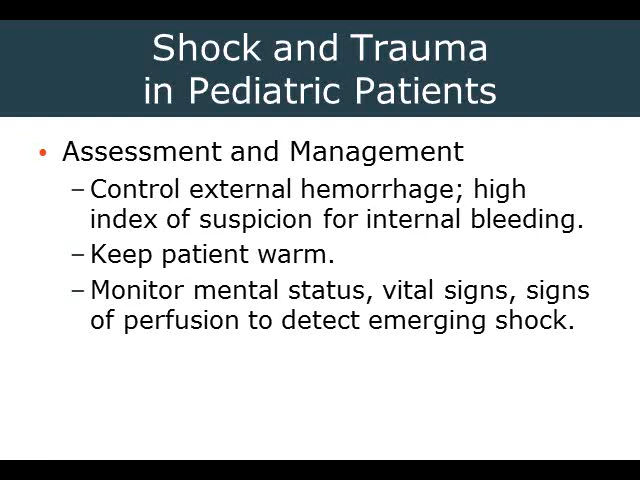 Shock and Trauma
in Pediatric Patients
• Assessment and Management
– Control external hemorrhage; high
index of suspicion for internal bleeding.
– Keep patient warm.
– Monitor mental status, vital signs, signs
of perfusion to detect emerging shock.